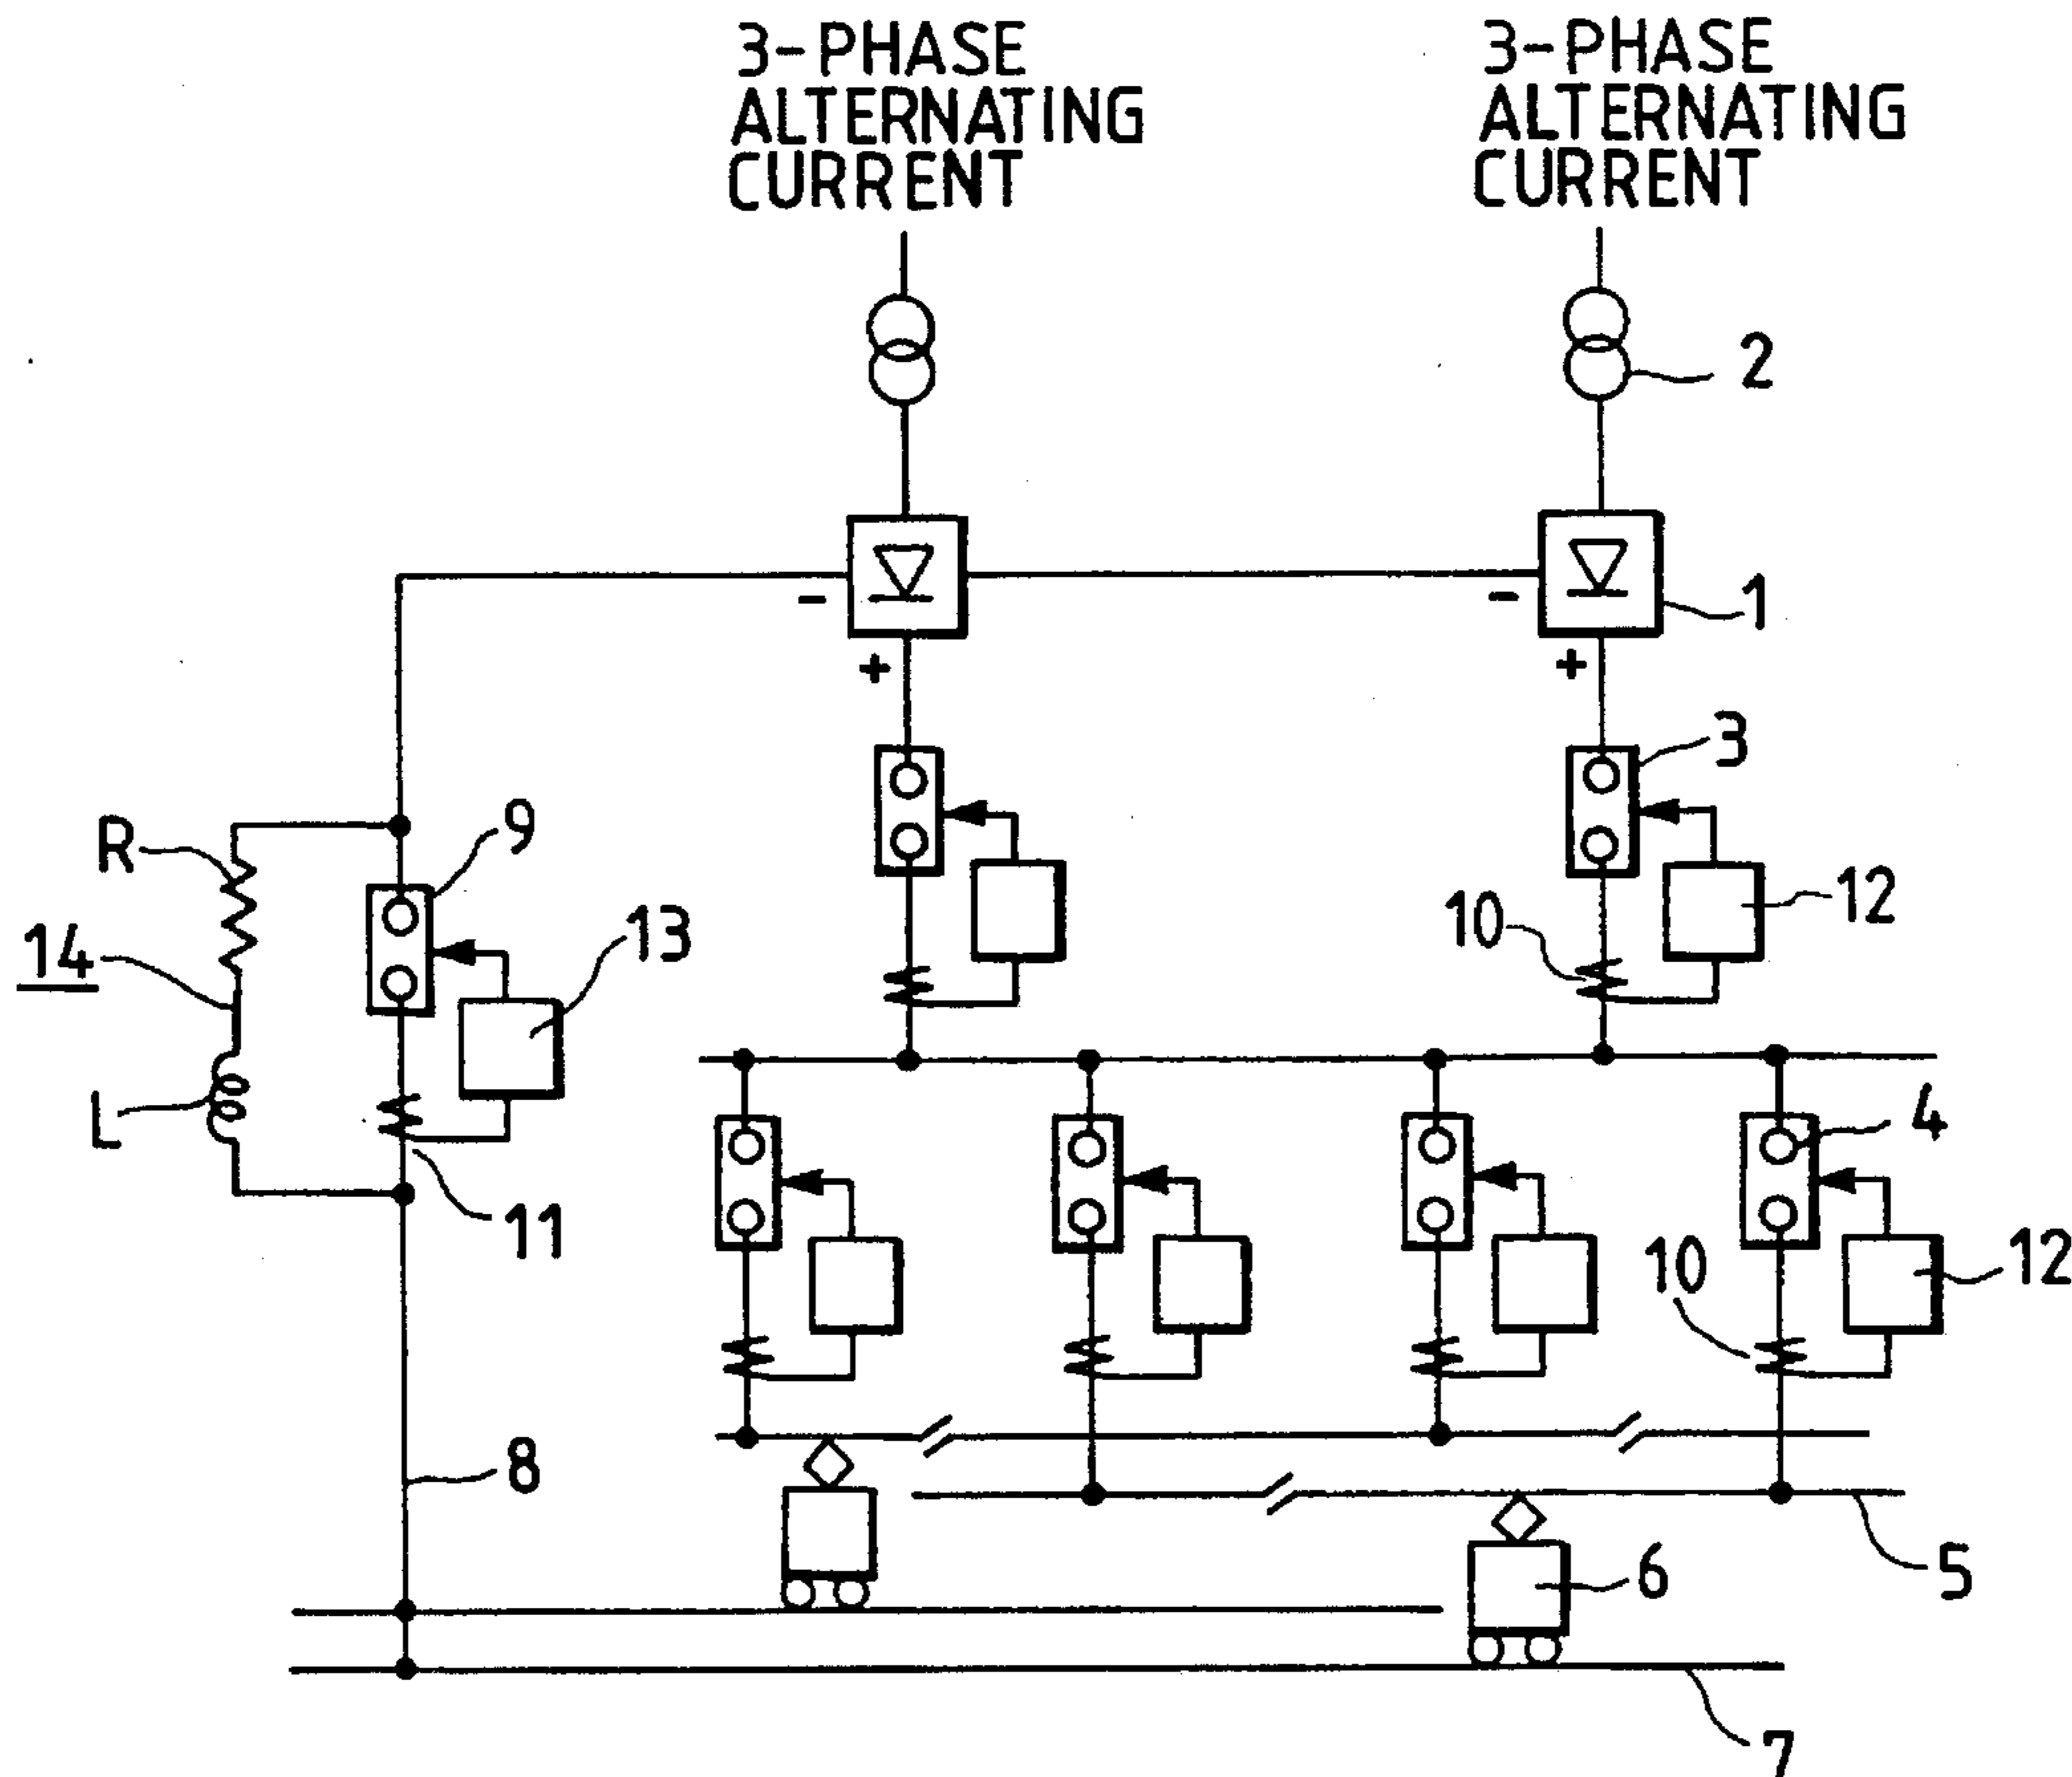 3-PHASE
ALTERNATING
CURRENT
3-PHASE
ALTERNATING
CURRENT
2
-
-
1
+
+
3
R
9
13
10
12
14
L
11
4
10
12
8
6
5
7